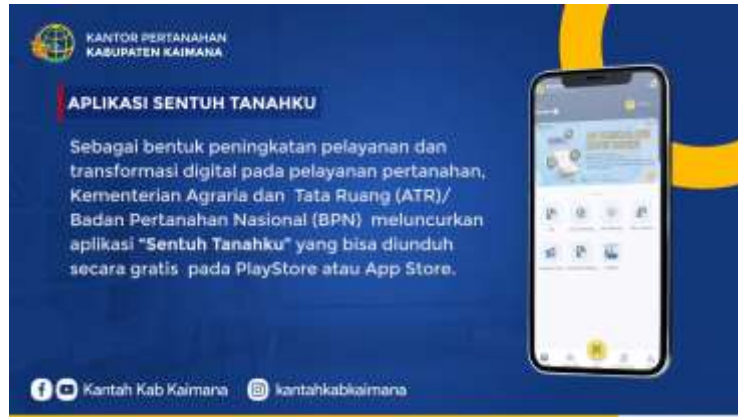 KANTOR PERTANAHAN
KABUPATEN KAIMANA
APLIKASI SENTUH TANAHKU
Sebagai bentuk peningkatan pelayanan dan
transformasi digital pada pelayanan pertanahan,
Kementerian Agraria dan Tata Ruang (ATR)/
Badan Pertanahan Nasional (BPN) meluncurkan
aplikasi "Sentuh Tanahku" yang bisa diunduh
secara gratis pada PlayStore atau App Store.
Kantah Kab Kaimana kantahkabkaimana